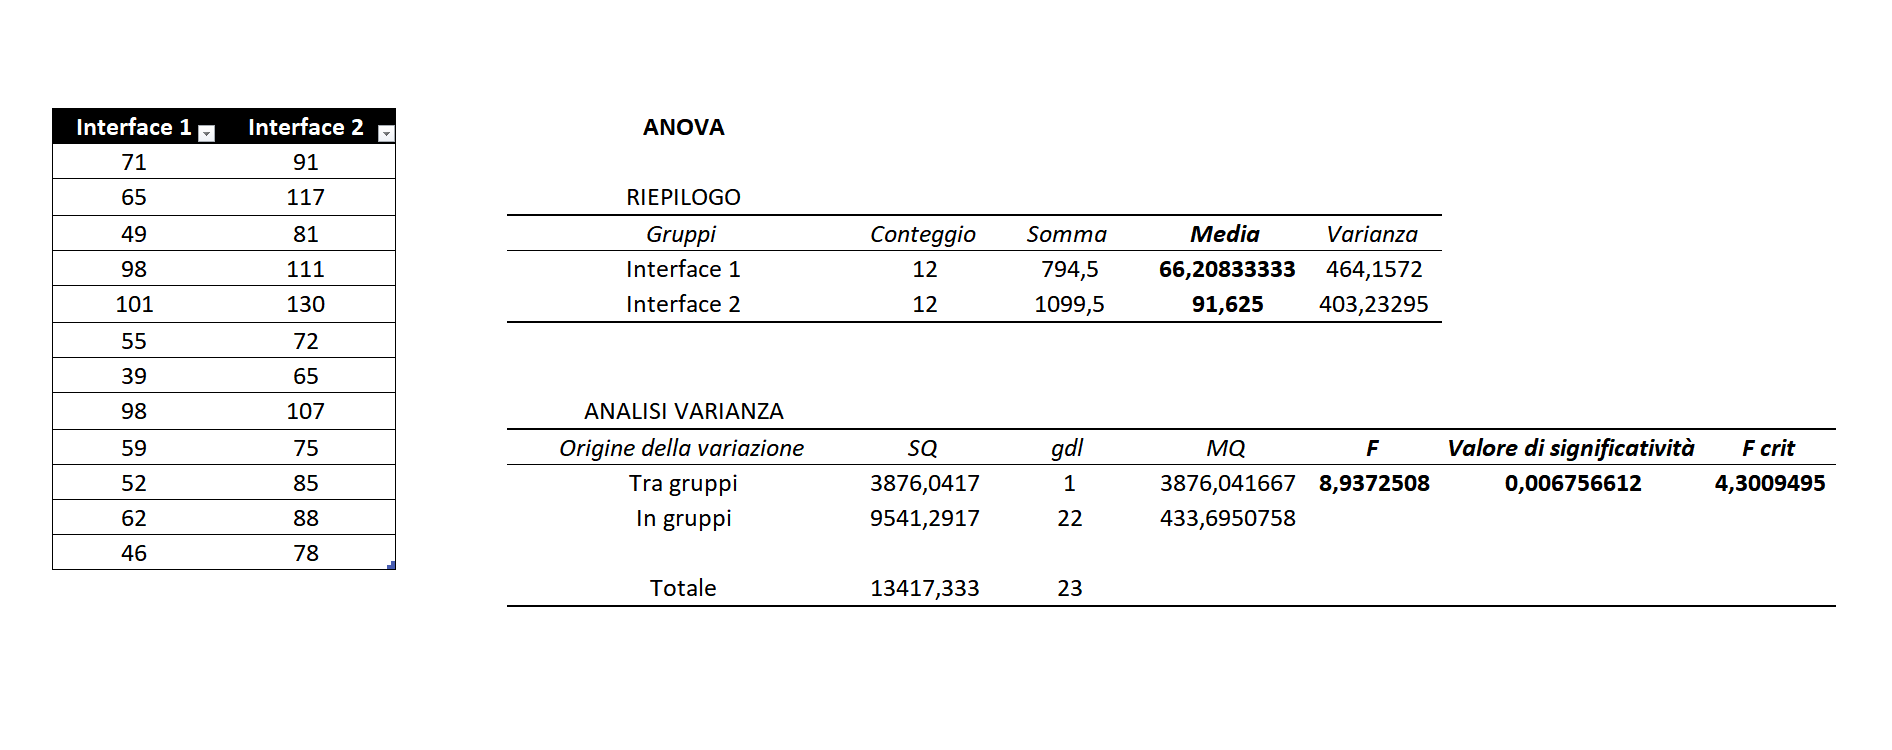 Interface 1 Interface 2
71 91
65 117
49 81
98 111
101 130
55 72
39 65
98 107
59 75
52 85
62 88
46 78
ANOVA
RIEPILOGO
Gruppi Conteggio Somma Media Varianza
Interface 1 12 794,5 66,20833333 464,1572
Interface 2 12 1099,5 91,625 403,23295
ANALISI VARIANZA
Origine della variazione SQ gdl MQ F Valore di significatività F crit
Tra gruppi 3876,0417 1 3876,041667 8,9372508 0,006756612 4,3009495
In gruppi 9541,2917 22 433,6950758
Totale 13417,333 23